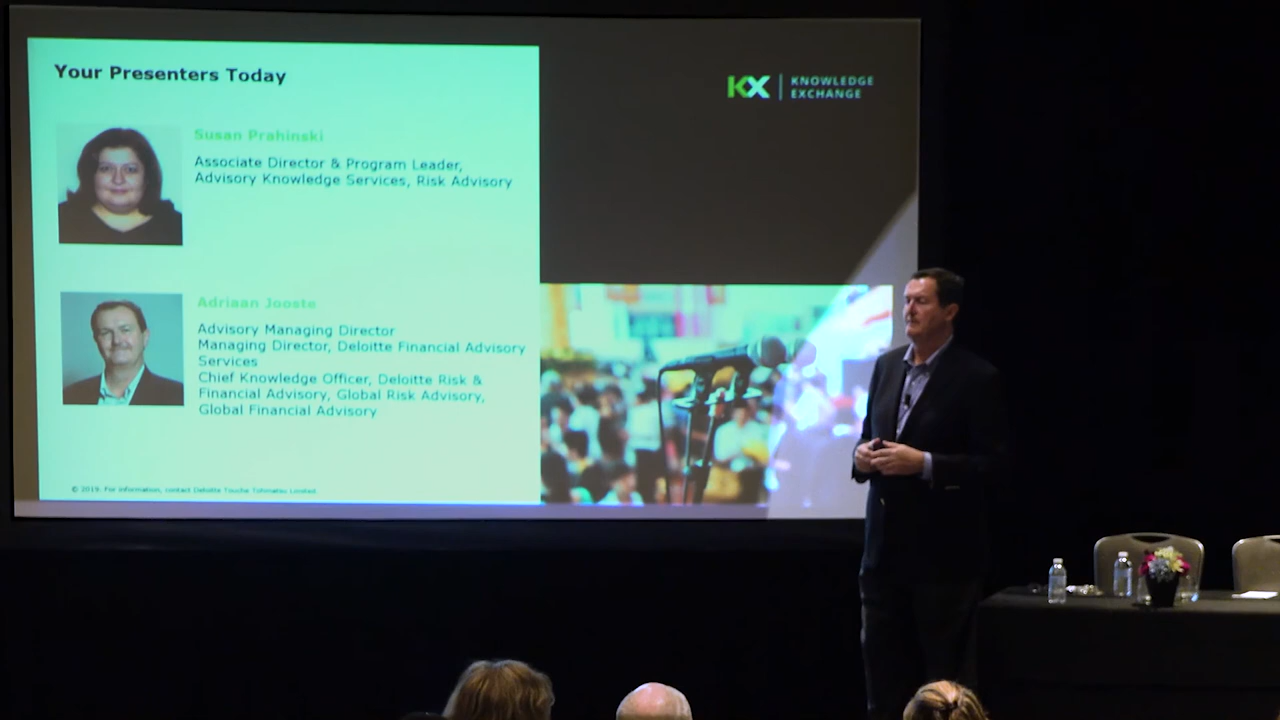 Your Presenters Today
Susan Prahinski
Associate Director & Program Leader,
Advisory Knowledge Services, Risk Advisory
Adriaan Jooste
Advisory Managing Director
Managing Director, Deloitte Financial Advisory
Services
Chief Knowledge Officer, Deloitte Risk &
Financial Advisory, Global Risk Advisory,
Global Financial Advisory
© 2019. For information, contact Deloitte Touche Tohmatsu Limited.
KX
KNOWLEDGE
EXCHANGE